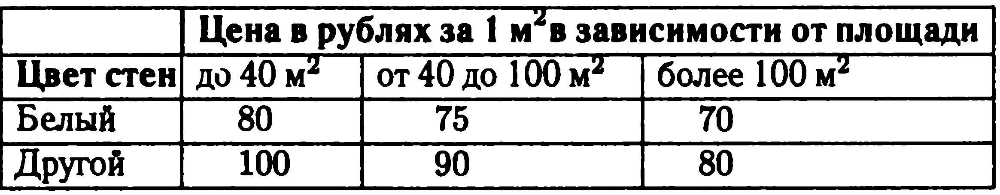 Цена в рублях за 1 м² в зависимости от площади
Цвет стен до 40 м² от 40 до 100 м² более 100 м²
Белый 80 75 70
Другой 100 90 80